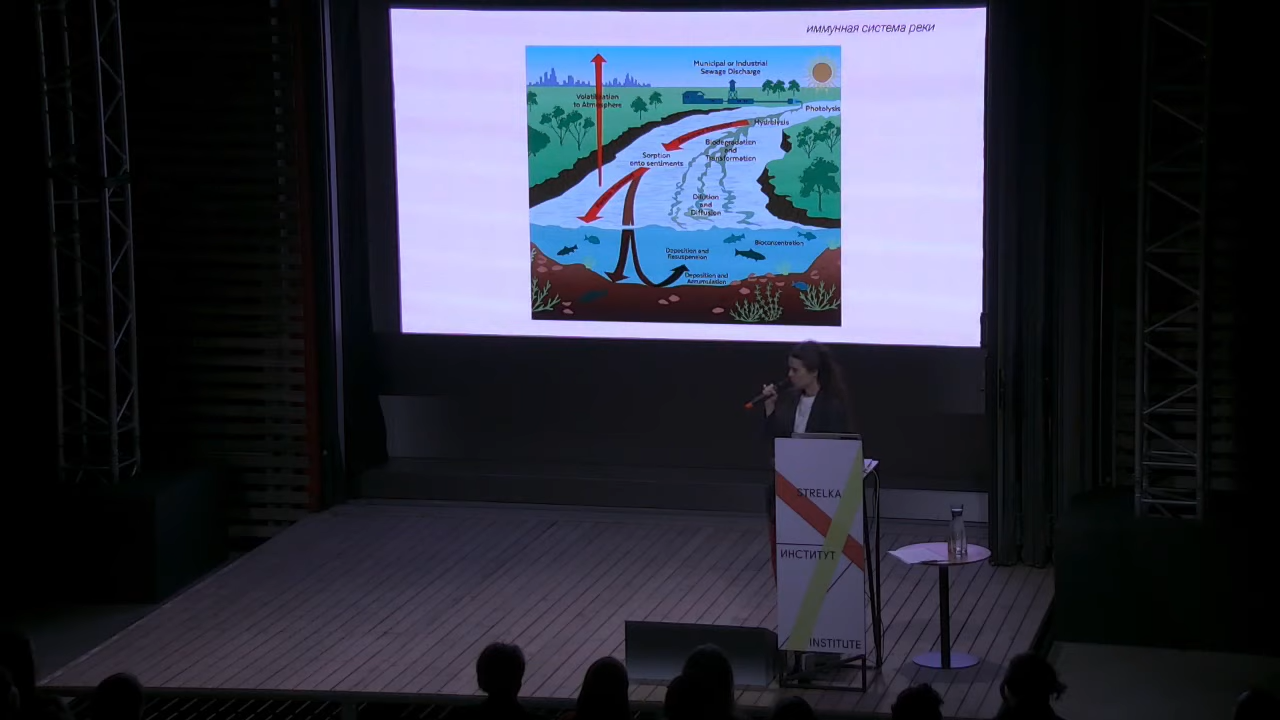 иммунная система реки
Municipal or Industrial
Sewage Discharge
Volatilization
to Atmosphere
Photolysis
Hydrolysis
Biodegradation
and
Transformation
Sorption
onto sentiments
Dilution
and
Diffusion
Bioconcentration
Deposition and
Resuspension
Deposition and
Accumulation
STRELKA
ИНСТИТУТ
INSTITUTE